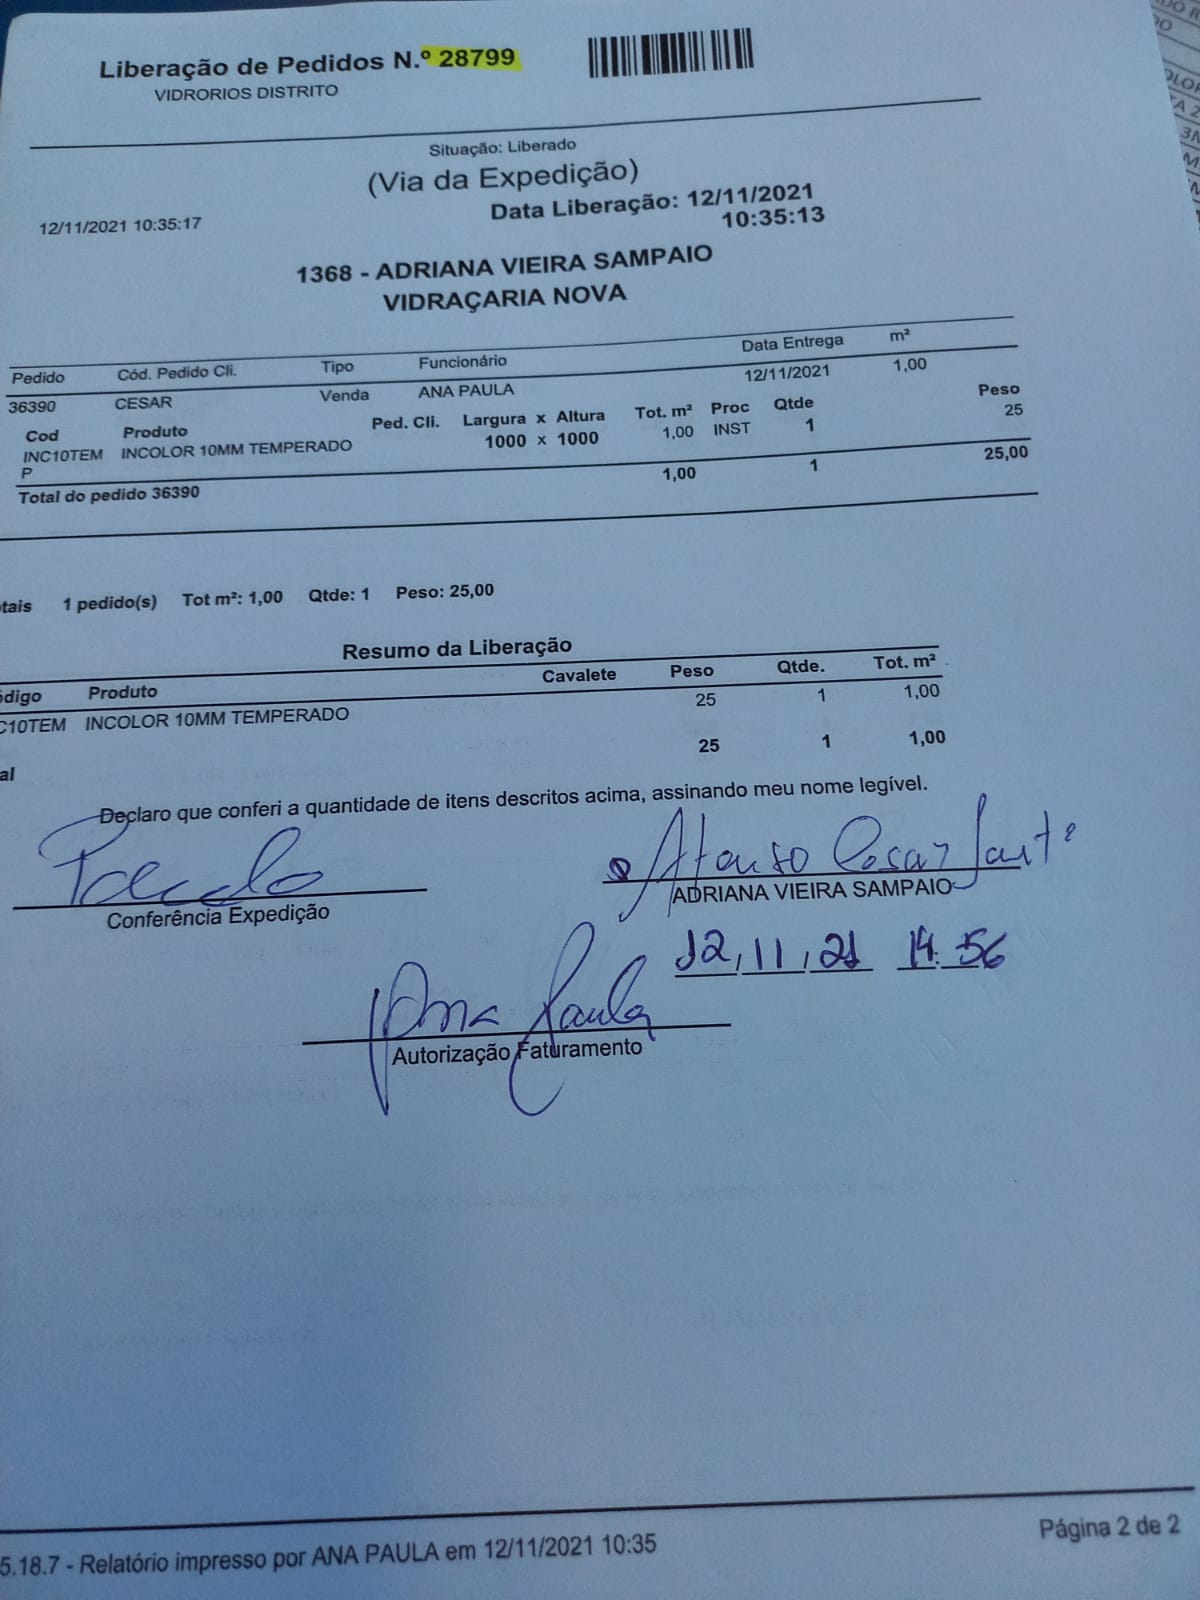 Liberação de Pedidos N.º 28799
VIDRORIOS DISTRITO
Situação: Liberado
(Via da Expedição)
12/11/2021 10:35:17
Data Liberação: 12/11/2021
10:35:13
1368 - ADRIANA VIEIRA SAMPAIO
VIDRAÇARIA NOVA
Pedido Cód. Pedido Cli. Tipo Funcionário Data Entrega m²
36390 CESAR Venda ANA PAULA 12/11/2021 1,00
Cod Produto Ped. Cli. Largura x Altura Tot. m² Proc Qtde Peso
INC10TEM INCOLOR 10MM TEMPERADO 1000 x 1000 1,00 INST 1 25
P
Total do pedido 36390 1,00 1 25,00
tais 1 pedido(s) Tot m²: 1,00 Qtde: 1 Peso: 25,00
Resumo da Liberação
ódigo Produto Cavalete Peso Qtde. Tot. m²
C10TEM INCOLOR 10MM TEMPERADO 25 1 1,00
al 25 1 1,00
Declaro que conferi a quantidade de itens descritos acima, assinando meu nome legível.
Afonso Cesar
Conferência Expedição
ADRIANA VIEIRA SAMPAIO
12, 11, 21 14:56
Ana Paula
Autorização Faturamento
5.18.7 - Relatório impresso por ANA PAULA em 12/11/2021 10:35
Página 2 de 2